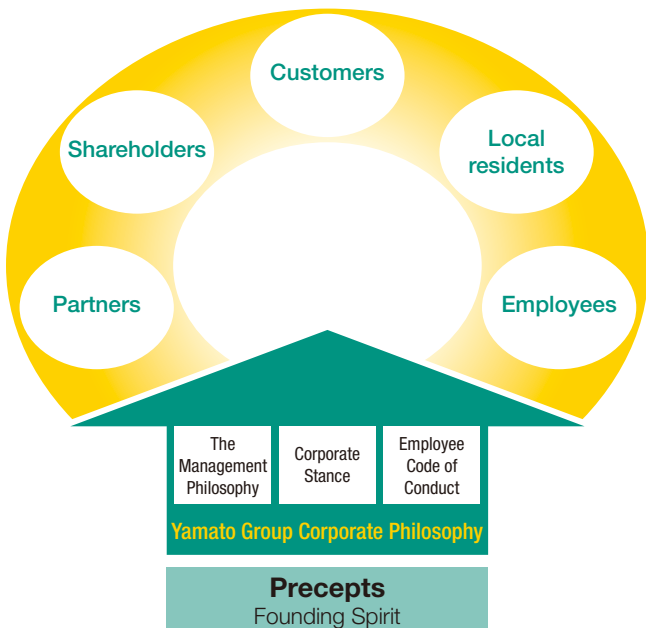 Customers
Shareholders
Local
residents
Partners
Employees
The
Management
Philosophy
Corporate
Stance
Employee
Code of
Conduct
Yamato Group Corporate Philosophy
Precepts
Founding Spirit